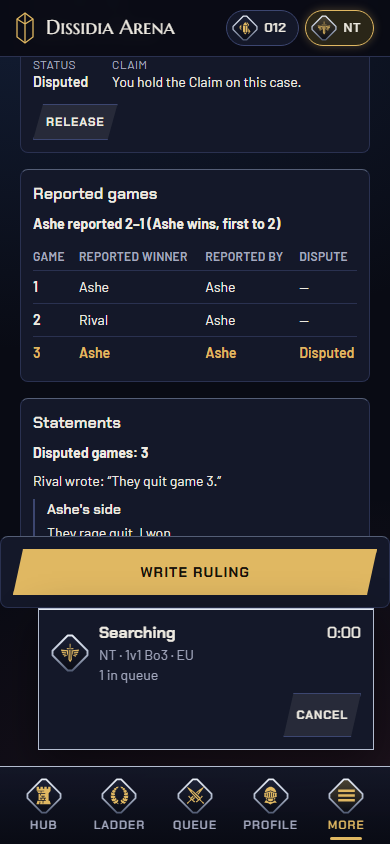 Dissidia Arena
012
NT
STATUS CLAIM
Disputed You hold the Claim on this case.
RELEASE
Reported games
Ashe reported 2–1 (Ashe wins, first to 2)
GAME REPORTED WINNER REPORTED BY DISPUTE
1 Ashe Ashe —
2 Rival Ashe —
3 Ashe Ashe Disputed
Statements
Disputed games: 3
Rival wrote: “They quit game 3.”
Ashe's side
They rage quit, I won
WRITE RULING
Searching 0:00
NT · 1v1 Bo3 · EU
1 in queue
CANCEL
HUB LADDER QUEUE PROFILE MORE